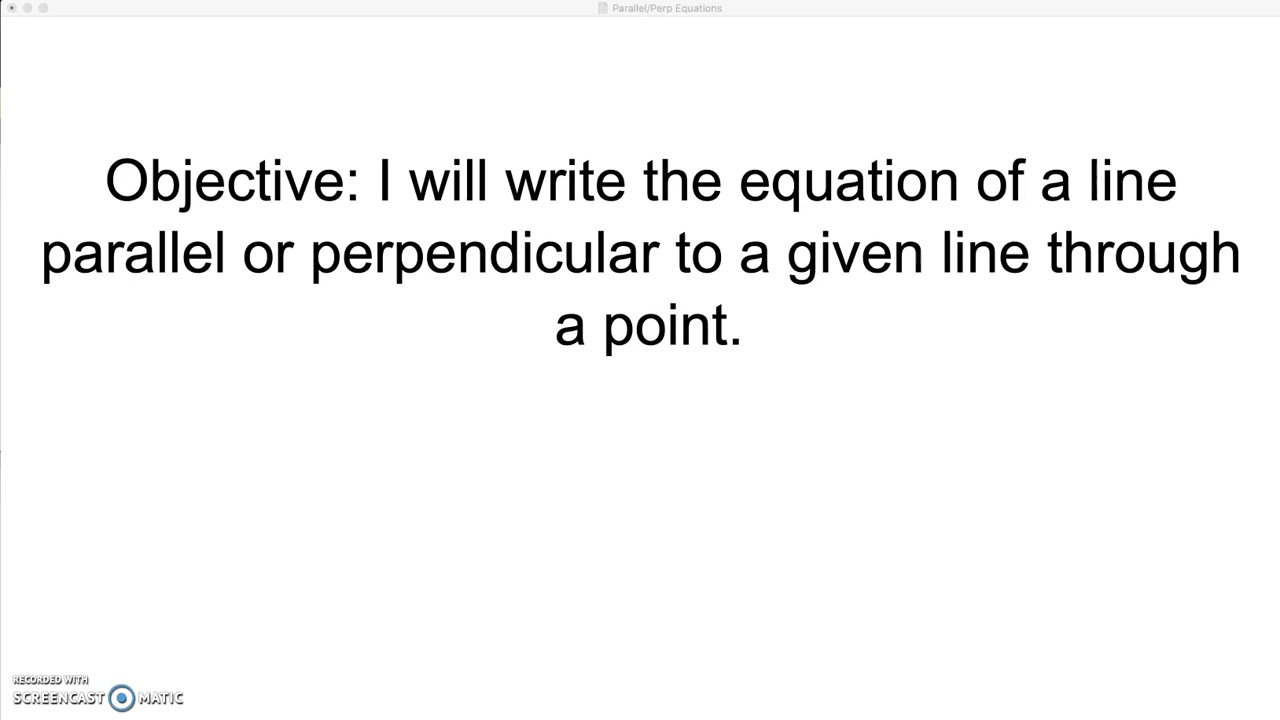 Parallel/Perp Equations
Objective: I will write the equation of a line
parallel or perpendicular to a given line through
a point.
RECORDED WITH
SCREENCAST MATIC